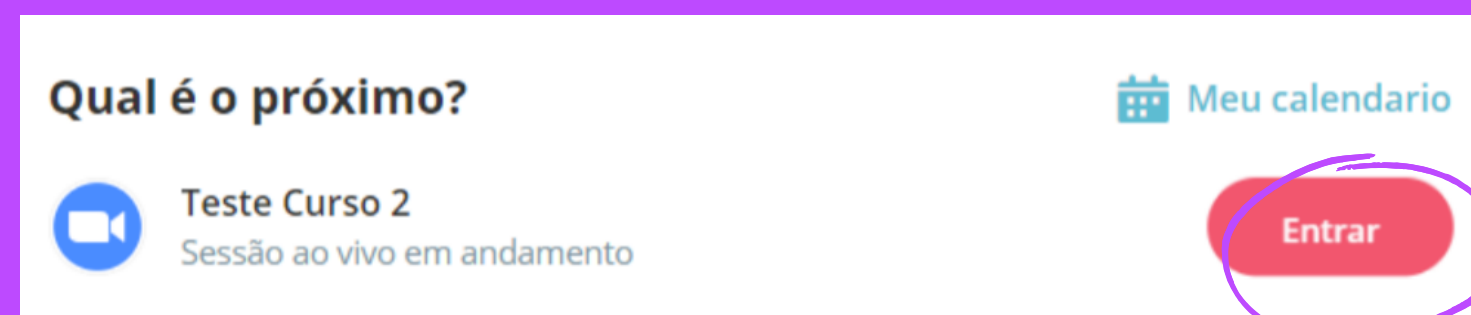 Qual é o próximo?
Meu calendario
Teste Curso 2
Sessão ao vivo em andamento
Entrar